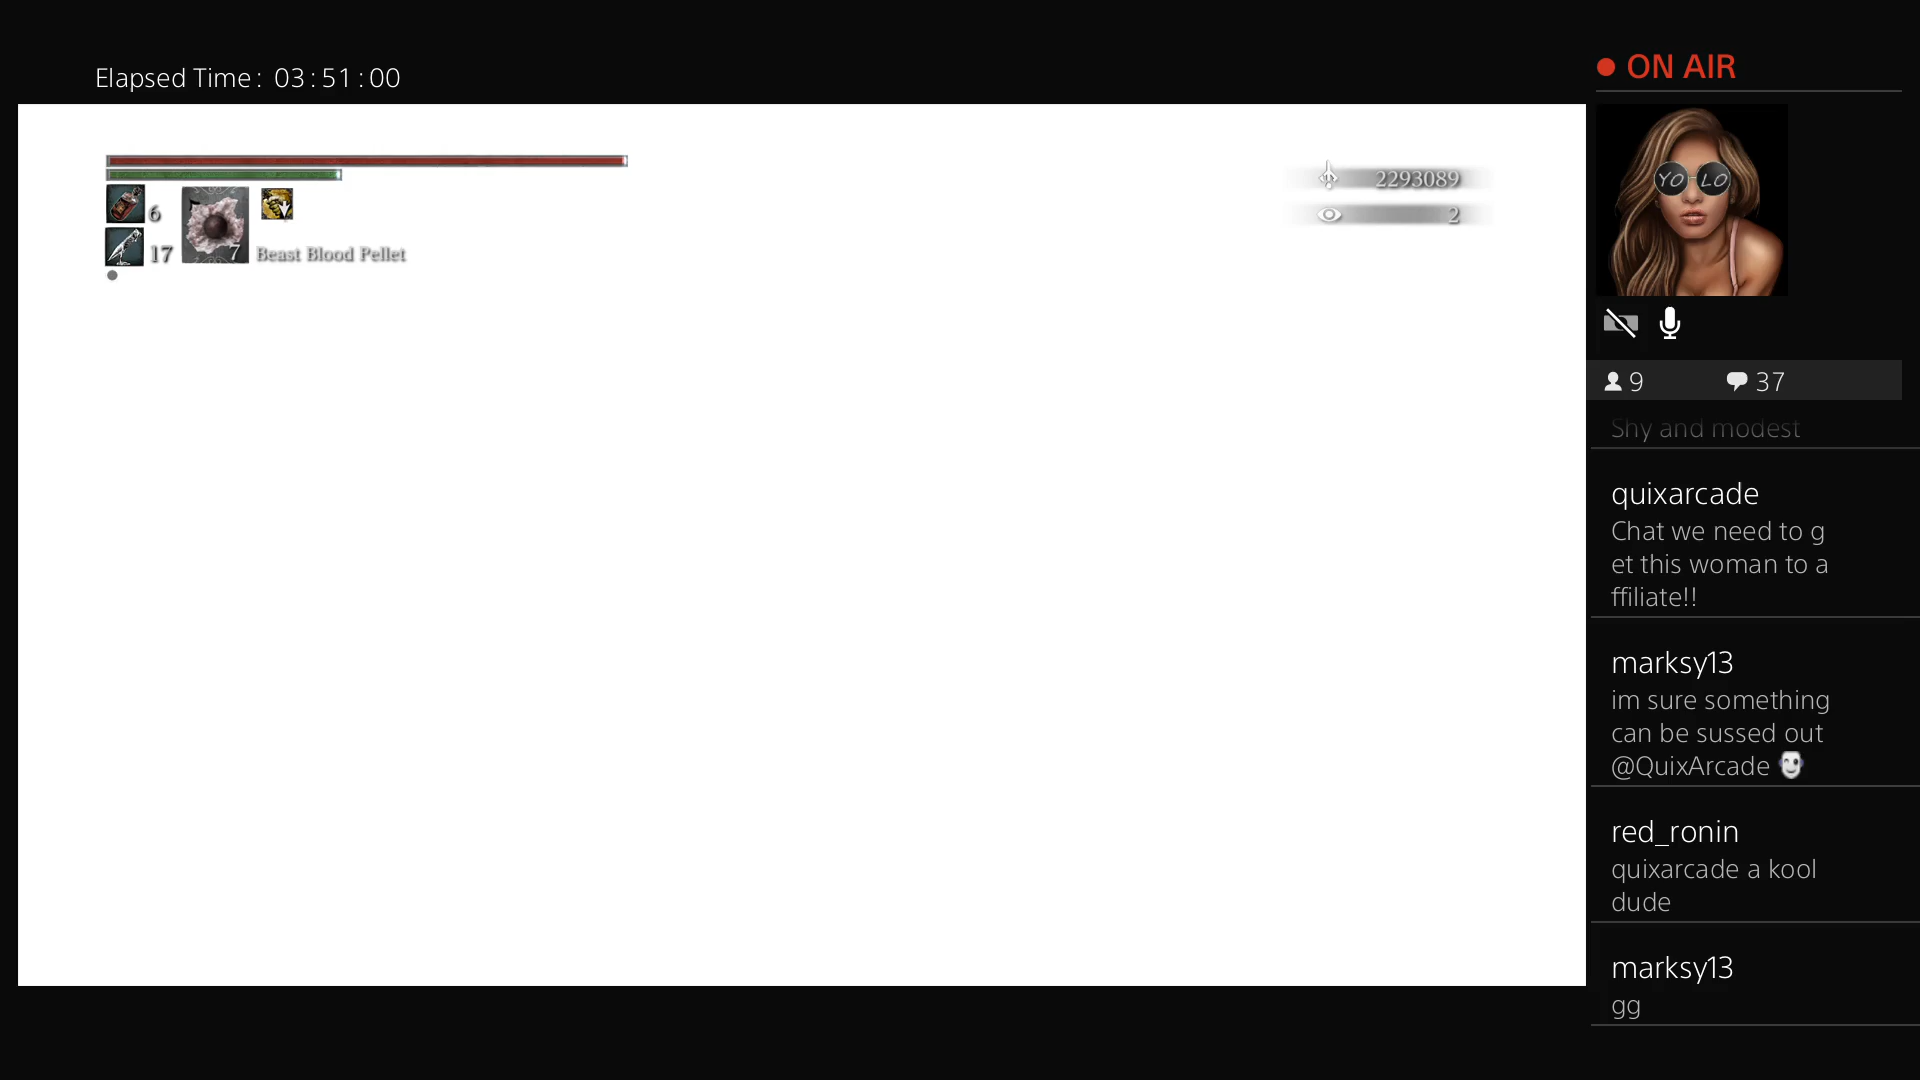 Elapsed Time: 03:51:00
ON AIR
2293089
2
6
17
7
Beast Blood Pellet
YO LO
9
37
Shy and modest
quixarcade
Chat we need to g
et this woman to a
ffiliate!!
marksy13
im sure something
can be sussed out
@QuixArcade
red_ronin
quixarcade a kool
dude
marksy13
gg